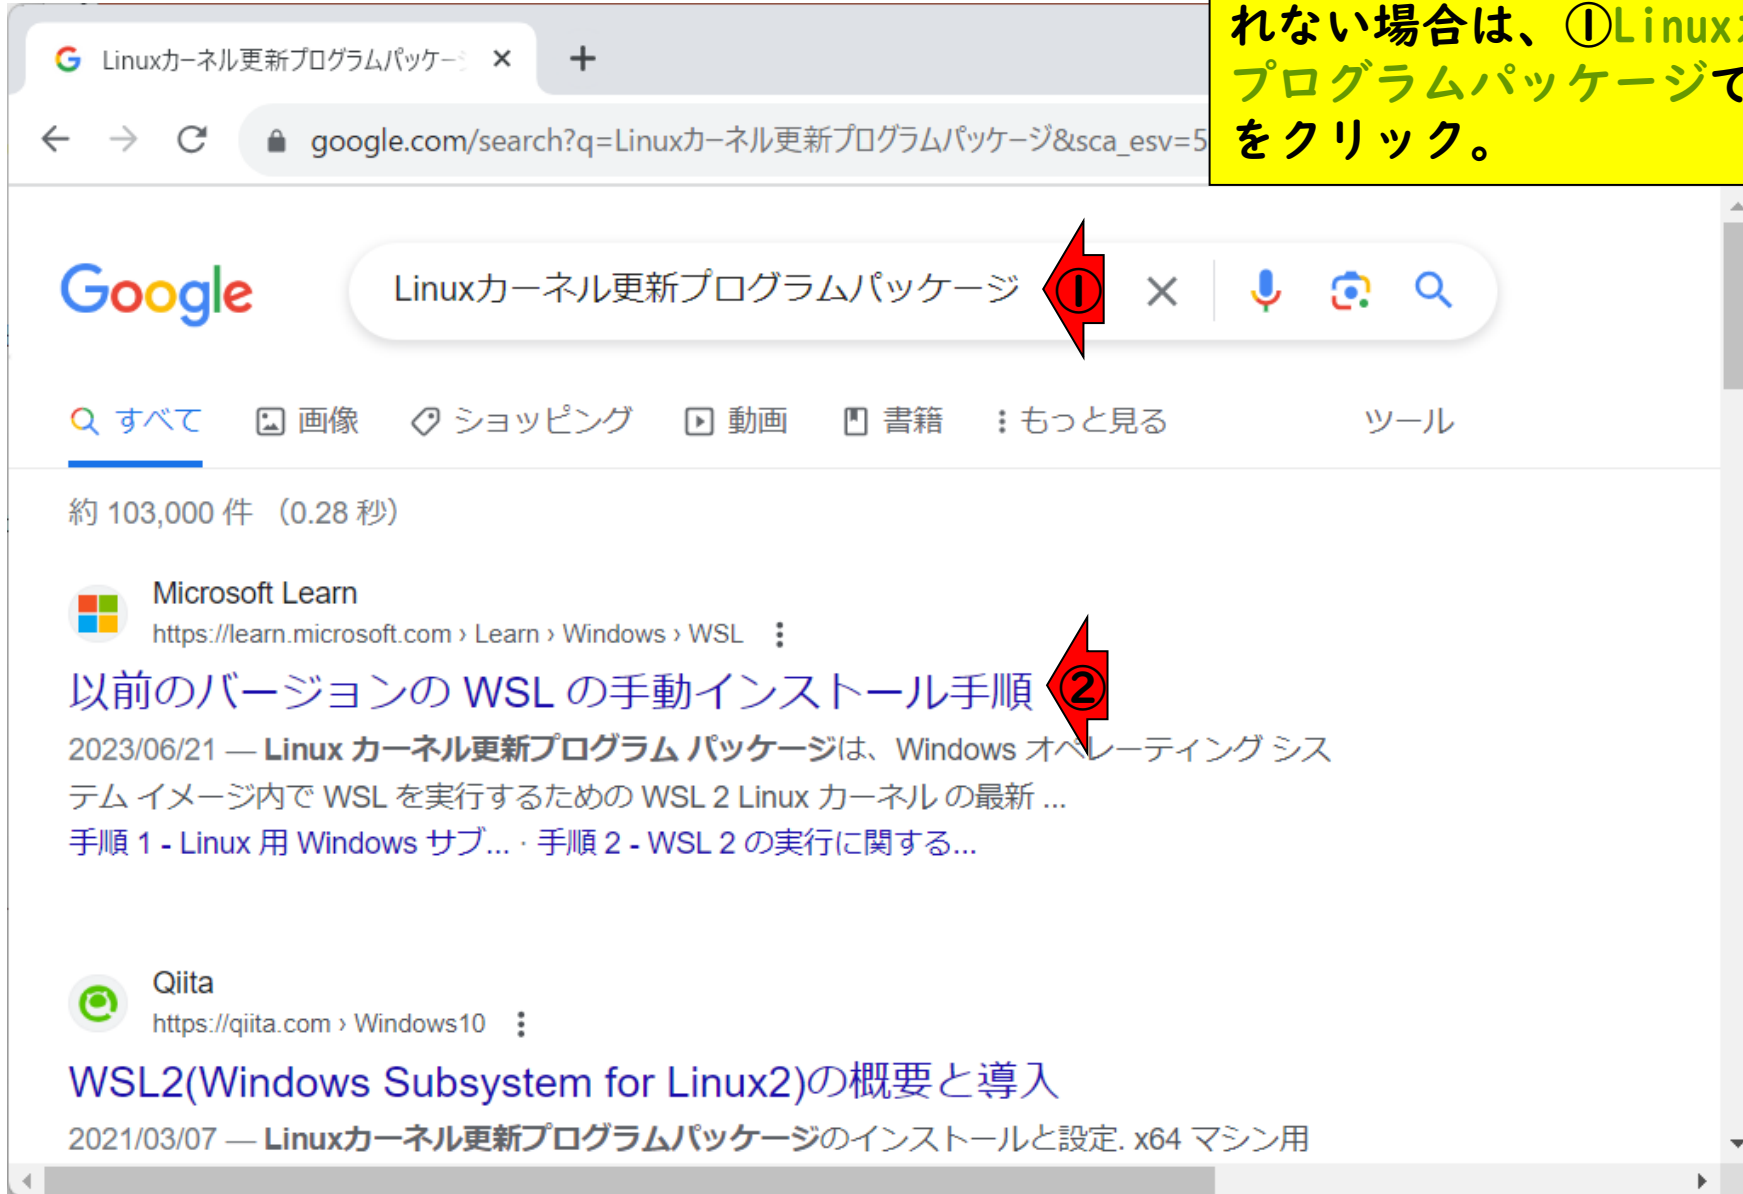 れない場合は、①Linux
プログラムパッケージで
をクリック。
Linuxカーネル更新プログラムパッケー
google.com/search?q=Linuxカーネル更新プログラムパッケージ&sca_esv=5
Google
Linuxカーネル更新プログラムパッケージ ①
すべて 画像 ショッピング 動画 書籍 もっと見る ツール
約 103,000 件 （0.28 秒）
Microsoft Learn
https://learn.microsoft.com › Learn › Windows › WSL
以前のバージョンの WSL の手動インストール手順 ②
2023/06/21 — Linux カーネル更新プログラム パッケージは、Windows オペレーティング シス
テム イメージ内で WSL を実行するための WSL 2 Linux カーネル の最新 ...
手順 1 - Linux 用 Windows サブ... · 手順 2 - WSL 2 の実行に関する...
Qiita
https://qiita.com › Windows10
WSL2(Windows Subsystem for Linux2)の概要と導入
2021/03/07 — Linuxカーネル更新プログラムパッケージのインストールと設定. x64 マシン用